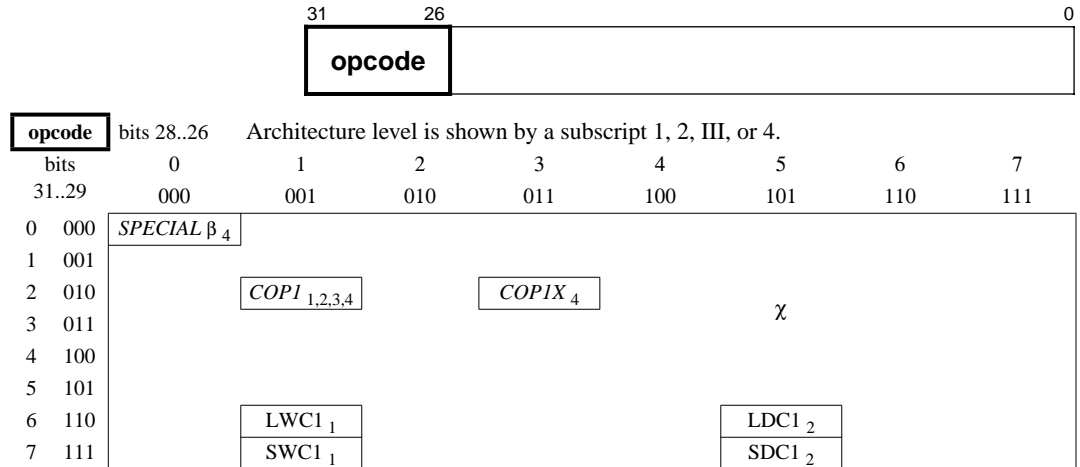 31 26 0
opcode
opcode bits 28..26 Architecture level is shown by a subscript 1, 2, III, or 4.
bits 0 1 2 3 4 5 6 7
31..29 000 001 010 011 100 101 110 111
0 000 SPECIAL β 4
1 001
2 010 COP1 1,2,3,4 COP1X 4
χ
3 011
4 100
5 101
6 110 LWC1 1 LDC1 2
7 111 SWC1 1 SDC1 2